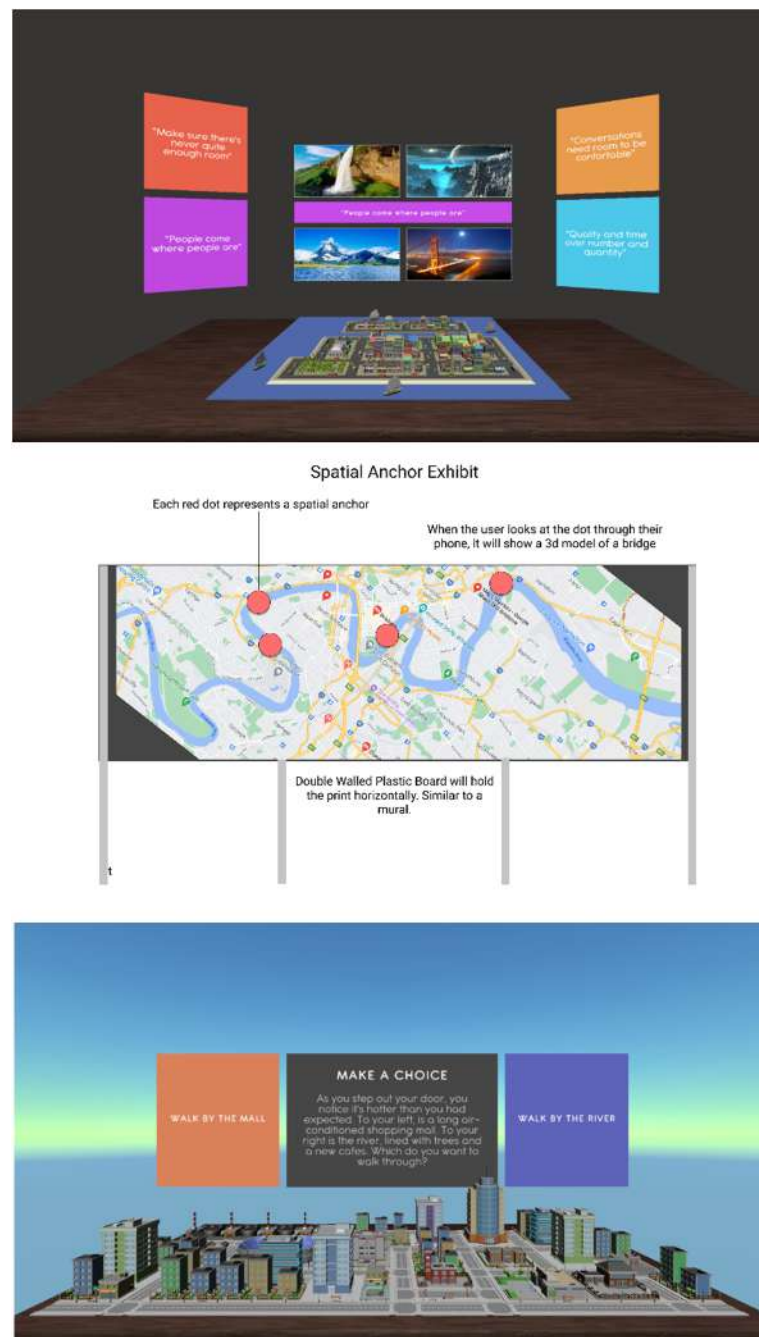 "Make sure there's
never quite
enough room"
"Conversations
need room to be
confortable"
"People come where people are"
"People come
where people are"
"Quality and time
over number and
quantity"
Spatial Anchor Exhibit
Each red dot represents a spatial anchor
When the user looks at the dot through their
phone, it will show a 3d model of a bridge
Double Walled Plastic Board will hold
the print horizontally. Similar to a
mural.
t
MAKE A CHOICE
As you step out your door, you
notice it's hotter than you had
expected. To your left, is a long air-
conditioned shopping mall. To your
right is the river, lined with trees and
a new cafes. Which do you want to
walk through?
WALK BY THE MALL
WALK BY THE RIVER